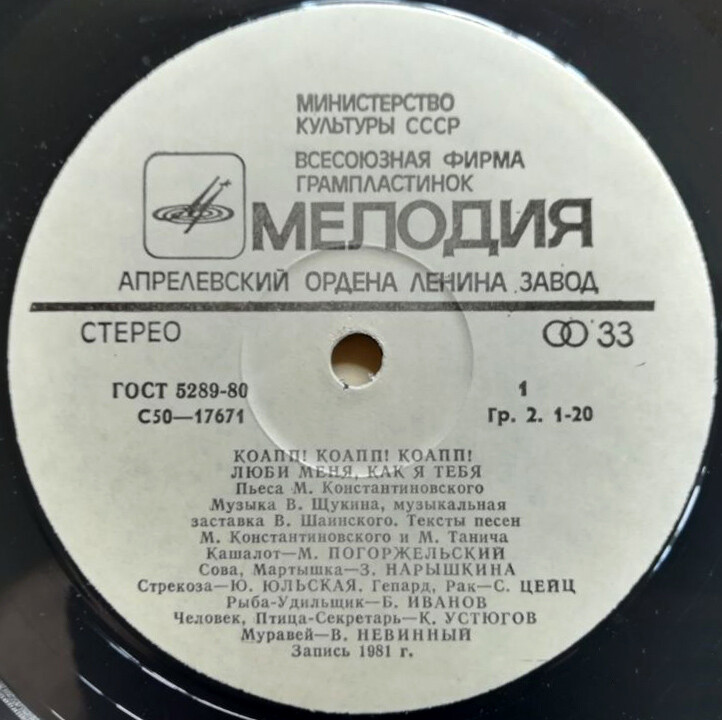 МИНИСТЕРСТВО
КУЛЬТУРЫ СССР
ВСЕСОЮЗНАЯ ФИРМА
ГРАМПЛАСТИНОК
МЕЛОДИЯ
АПРЕЛЕВСКИЙ ОРДЕНА ЛЕНИНА ЗАВОД
СТЕРЕО 33
ГОСТ 5289-80 1
С50—17671 Гр. 2. 1-20
КОАПП! КОАПП! КОАПП!
ЛЮБИ МЕНЯ, КАК Я ТЕБЯ
Пьеса М. Константиновского
Музыка В. Щукина, музыкальная
заставка В. Шаинского. Тексты песен
М. Константиновского и М. Танича
Кашалот—М. ПОГОРЖЕЛЬСКИЙ
Сова, Мартышка—З. НАРЫШКИНА
Стрекоза—Ю. ЮЛЬСКАЯ. Гепард, Рак—С. ЦЕЙЦ
Рыба-Удильщик—Б. ИВАНОВ
Человек, Птица-Секретарь—К. УСТЮГОВ
Муравей—В. НЕВИННЫЙ
Запись 1981 г.